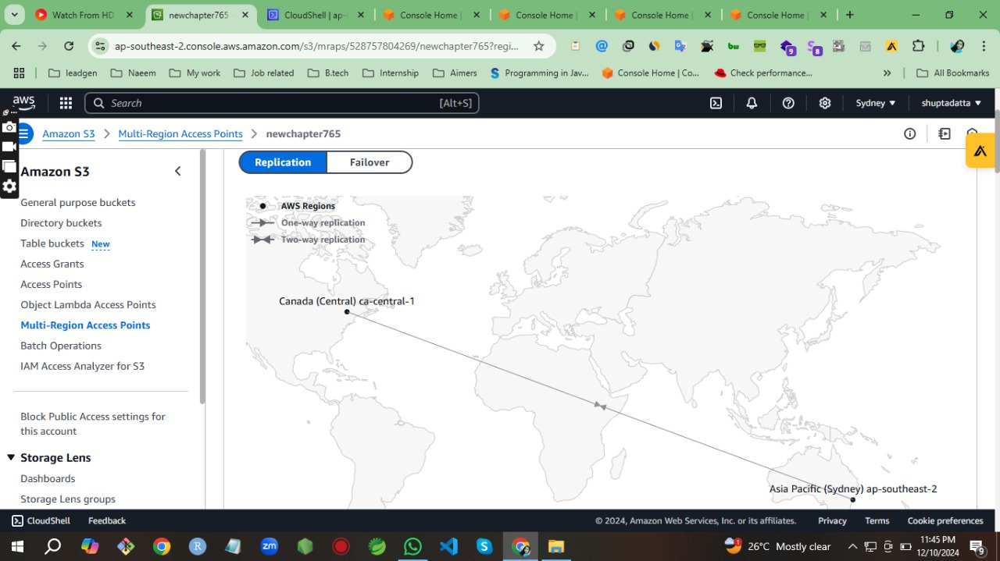 Watch From HD
newchapter765
CloudShell | ap-
Console Home |
Console Home |
Console Home |
Console Home |
ap-southeast-2.console.aws.amazon.com/s3/mraps/528757804269/newchapter765?regi...
bw
9
8
leadgen
Naeem
My work
Job related
B.tech
Internship
Aimers
Programming in Jav...
Console Home | Co...
Check performance...
All Bookmarks
aws
Search
[Alt+S]
Sydney
shuptadatta
Amazon S3
Multi-Region Access Points
newchapter765
Amazon S3
General purpose buckets
Directory buckets
Table buckets New
Access Grants
Access Points
Object Lambda Access Points
Multi-Region Access Points
Batch Operations
IAM Access Analyzer for S3
Block Public Access settings for
this account
Storage Lens
Dashboards
Storage Lens groups
Replication
Failover
AWS Regions
One-way replication
Two-way replication
Canada (Central) ca-central-1
Asia Pacific (Sydney) ap-southeast-2
CloudShell
Feedback
© 2024, Amazon Web Services, Inc. or its affiliates.
Privacy
Terms
Cookie preferences
zm
26°C Mostly clear
11:45 PM
12/10/2024
9